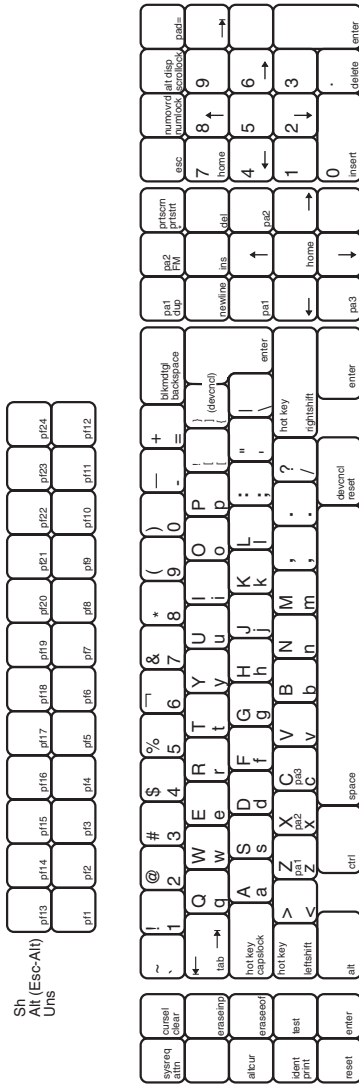 Sh pf13 pf14 pf15 pf16 pf17 pf18 pf19 pf20 pf21 pf22 pf23 pf24
Alt (Esc-Alt)
Uns pf1 pf2 pf3 pf4 pf5 pf6 pf7 pf8 pf9 pf10 pf11 pf12
sysreq cursel ~ ! @ # $ % ¬ & * ( ) — + blkmdtgl pa1 pa2 prtscrn numovrd alt disp
attn clear ` 1 2 3 4 5 6 7 8 9 0 - = backspace dup FM prtstrt esc numlock scrollock pad=
Q W E R T Y U I O P ! } 7 8 9
[ ] (devcncl)
eraseinp tab q w e r t y u i o p [ { newline ins del home
altcur eraseeof hot key A S D F G H J K L : " | 4 5 6
capslock a s d f g h j k l ; ' \ enter pa1 pa2
ident test hot key > Z X C V B N M , . ? hot key 1 2 3
pa1 pa2 pa3
print leftshift < z x c v b n m , . / rightshift home
0 .
reset enter alt ctrl space devcncl enter pa3 insert delete enter
reset